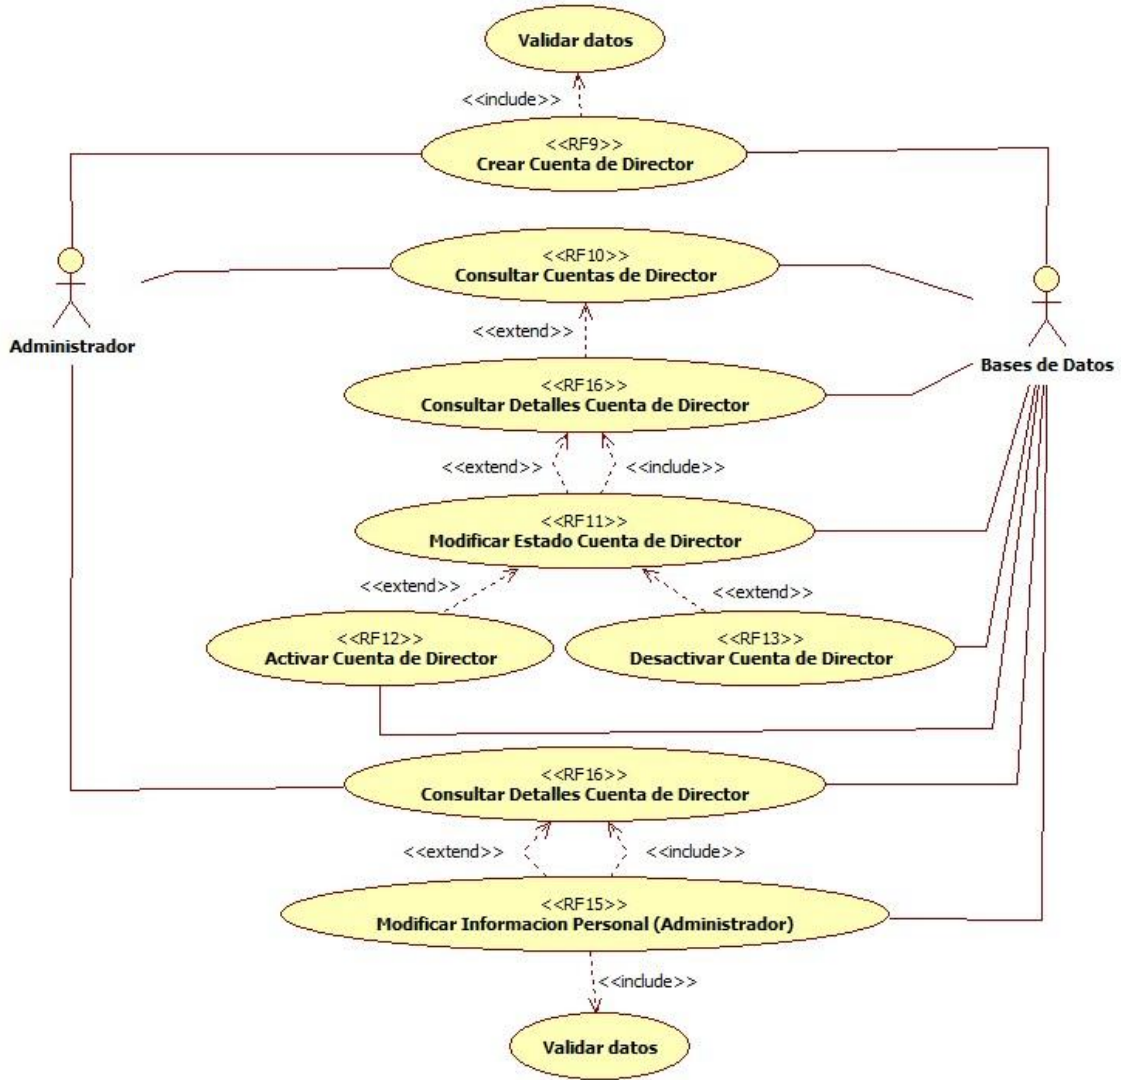 Validar datos
<<include>>
<<RF9>>
Crear Cuenta de Director
<<RF10>>
Consultar Cuentas de Director
Administrador
Bases de Datos
<<extend>>
<<RF16>>
Consultar Detalles Cuenta de Director
<<extend>>
<<include>>
<<RF11>>
Modificar Estado Cuenta de Director
<<extend>>
<<extend>>
<<RF12>>
Activar Cuenta de Director
<<RF13>>
Desactivar Cuenta de Director
<<RF16>>
Consultar Detalles Cuenta de Director
<<extend>>
<<include>>
<<RF15>>
Modificar Informacion Personal (Administrador)
<<include>>
Validar datos